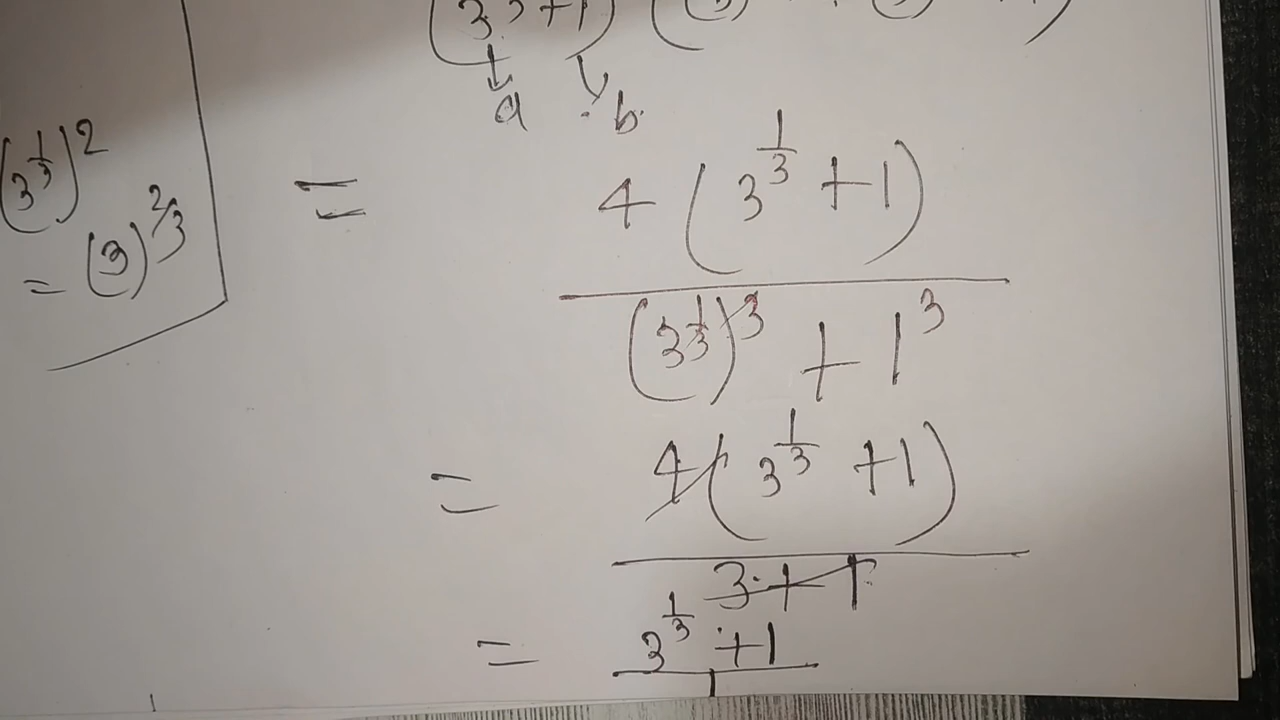 (3^{1/3})^2
= (3)^{2/3}
a b
= 4(3^{1/3} + 1)
(3^{1/3})^3 + 1^3
= 4(3^{1/3} + 1)
3 + 1
= 3^{1/3} + 1
1